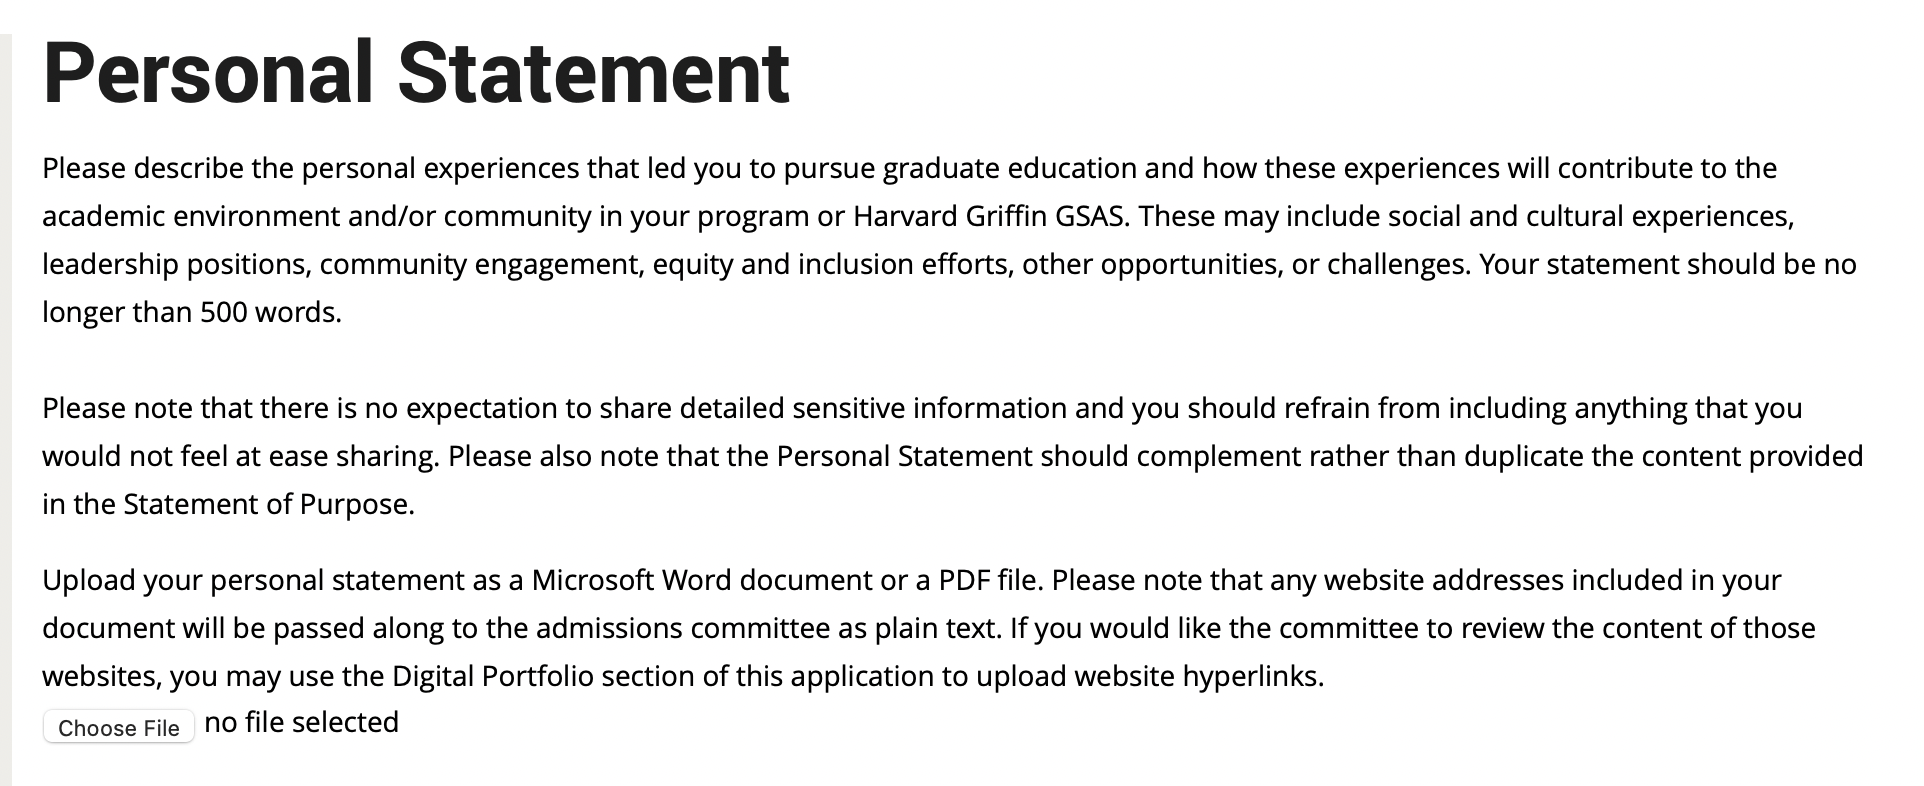 Personal Statement
Please describe the personal experiences that led you to pursue graduate education and how these experiences will contribute to the
academic environment and/or community in your program or Harvard Griffin GSAS. These may include social and cultural experiences,
leadership positions, community engagement, equity and inclusion efforts, other opportunities, or challenges. Your statement should be no
longer than 500 words.
Please note that there is no expectation to share detailed sensitive information and you should refrain from including anything that you
would not feel at ease sharing. Please also note that the Personal Statement should complement rather than duplicate the content provided
in the Statement of Purpose.
Upload your personal statement as a Microsoft Word document or a PDF file. Please note that any website addresses included in your
document will be passed along to the admissions committee as plain text. If you would like the committee to review the content of those
websites, you may use the Digital Portfolio section of this application to upload website hyperlinks.
Choose File no file selected